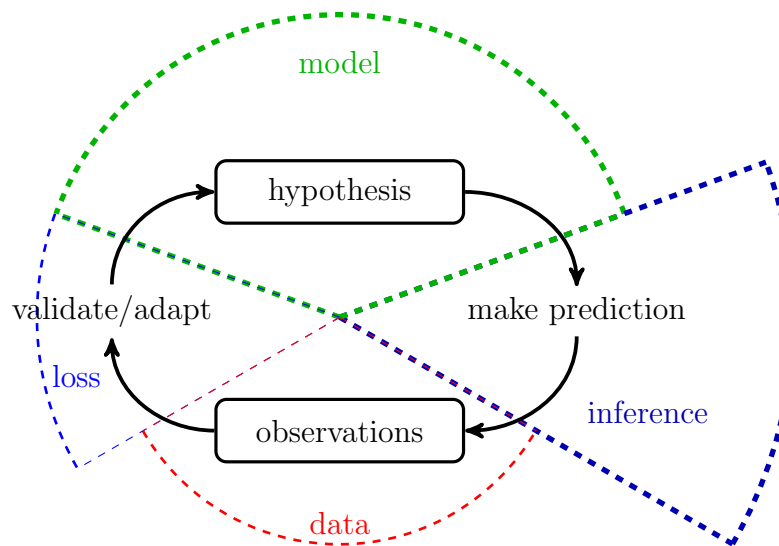 model
hypothesis
validate/adapt
make prediction
loss
inference
observations
data